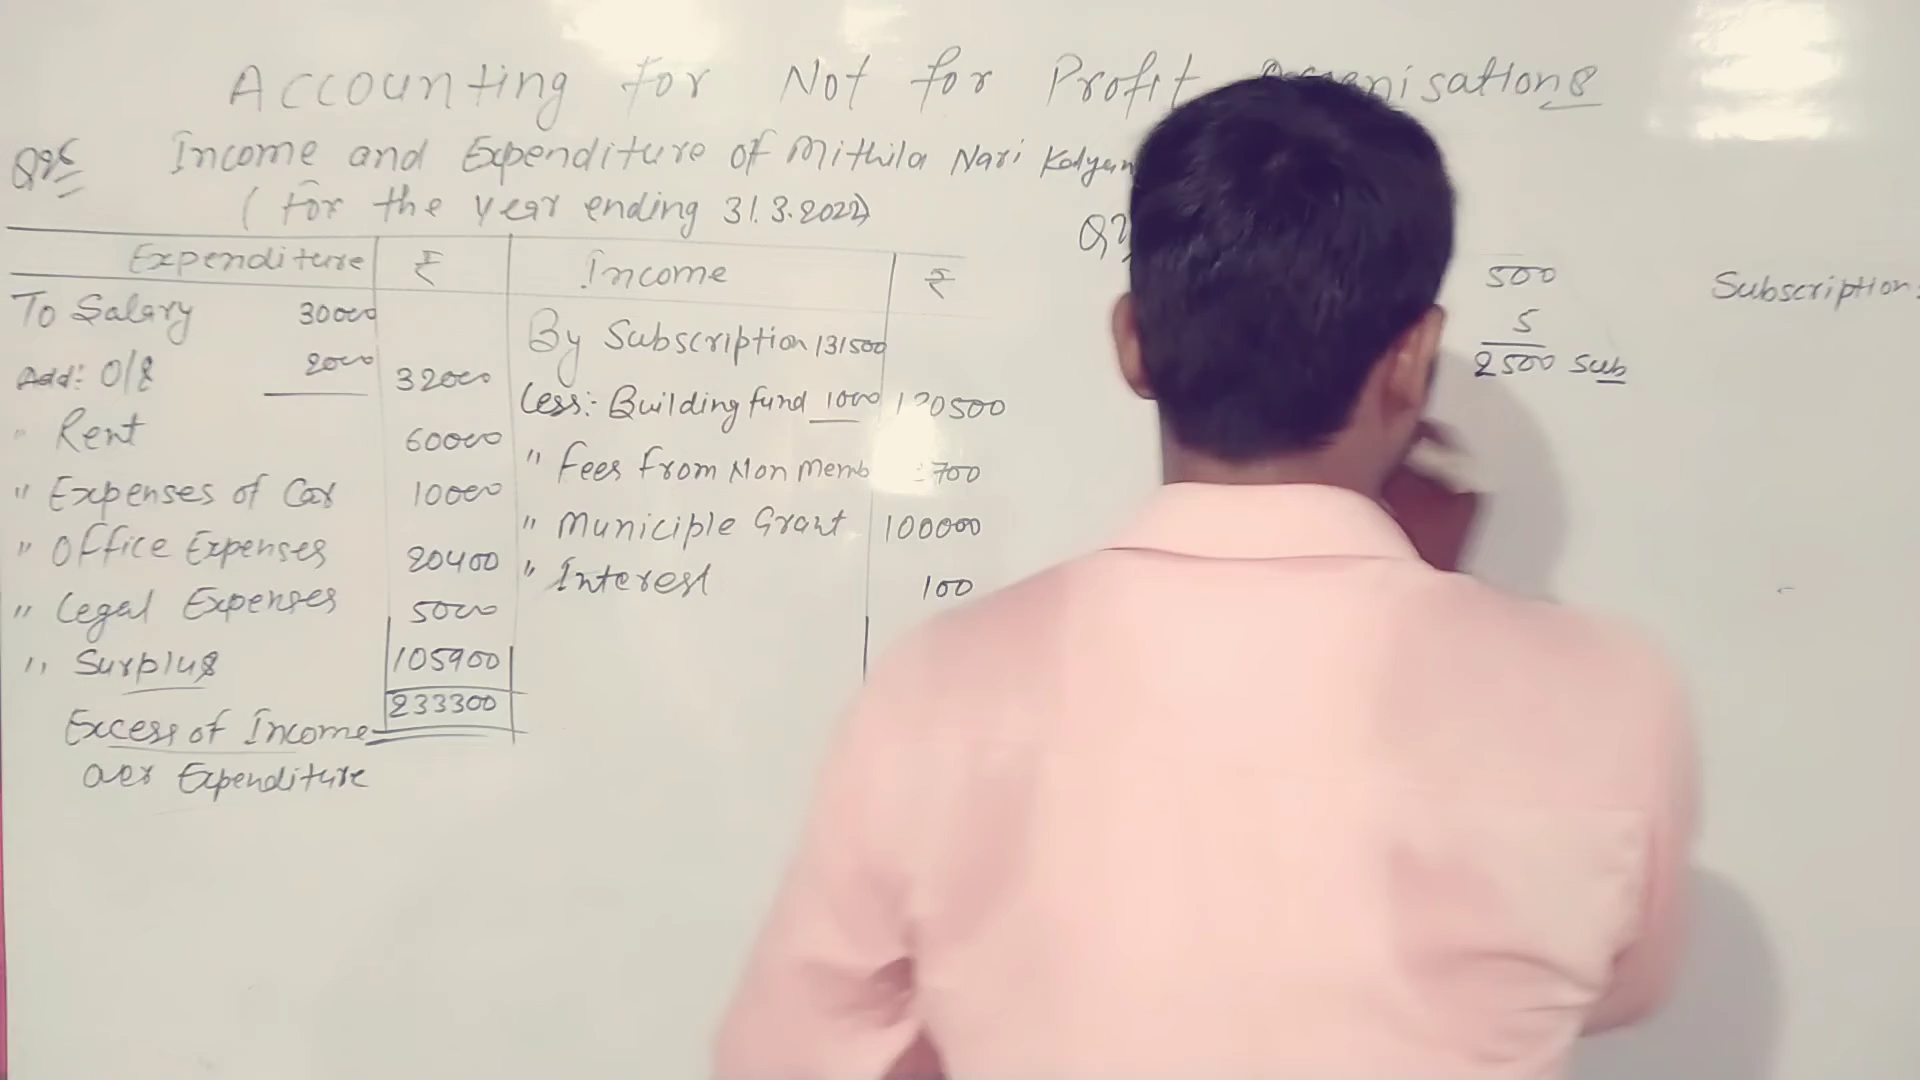 Accounting for Not for Profit Organisations
Income and Expenditure of Mithila Nari Kalyan
(For the year ending 31.3.2022)
Expenditure ₹ Income ₹
To Salary 30000
Add: O/s 2000 32000
" Rent 60000
" Expenses of Car 10000
" Office Expenses 20400
" Legal Expenses 5000
" Surplus 105900
233300
Excess of Income
over Expenditure
By Subscription 131500
Less:- Building fund 1000
" Fees from Non Memb 700
" Municiple Grant 100000
" Interest 100
500
5
2500 Sub
Subscription